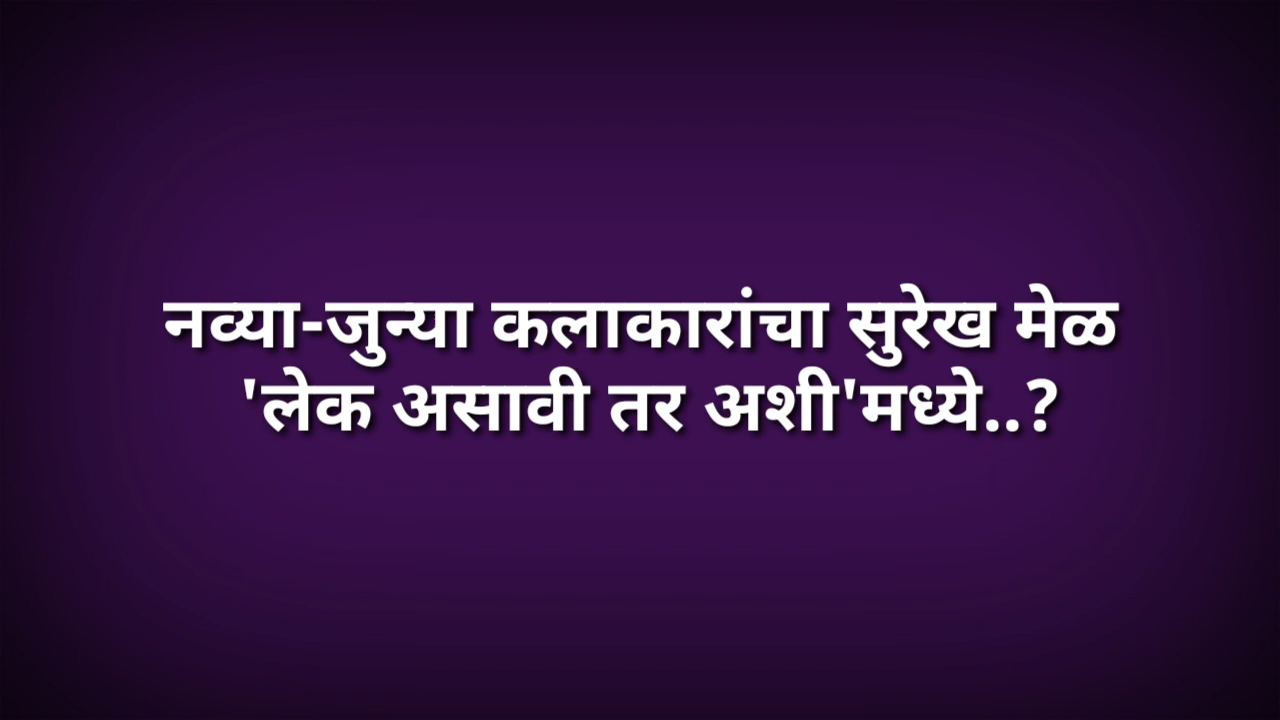 नव्या-जुन्या कलाकारांचा सुरेख मेळ
'लेक असावी तर अशी'मध्ये..?